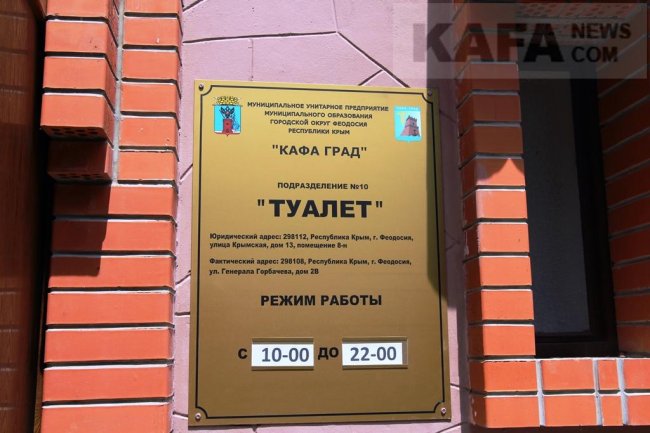 KAFA NEWS
COM
МУНИЦИПАЛЬНОЕ УНИТАРНОЕ ПРЕДПРИЯТИЕ
МУНИЦИПАЛЬНОГО ОБРАЗОВАНИЯ
ГОРОДСКОЙ ОКРУГ ФЕОДОСИЯ
РЕСПУБЛИКИ КРЫМ
"КАФА ГРАД"
ПОДРАЗДЕЛЕНИЕ №10
"ТУАЛЕТ"
Юридический адрес: 298112, Республика Крым, г. Феодосия,
улица Крымская, дом 13, помещение 8-н
Фактический адрес: 298108, Республика Крым, г. Феодосия,
ул. Генерала Горбачева, дом 2В
РЕЖИМ РАБОТЫ
С 10-00 ДО 22-00